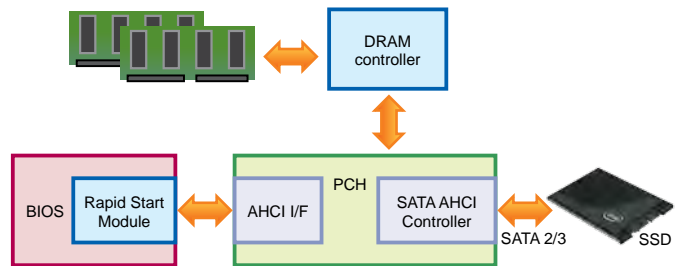 DRAM
controller
BIOS
Rapid Start
Module
AHCI I/F
PCH
SATA AHCI
Controller
SATA 2/3
SSD